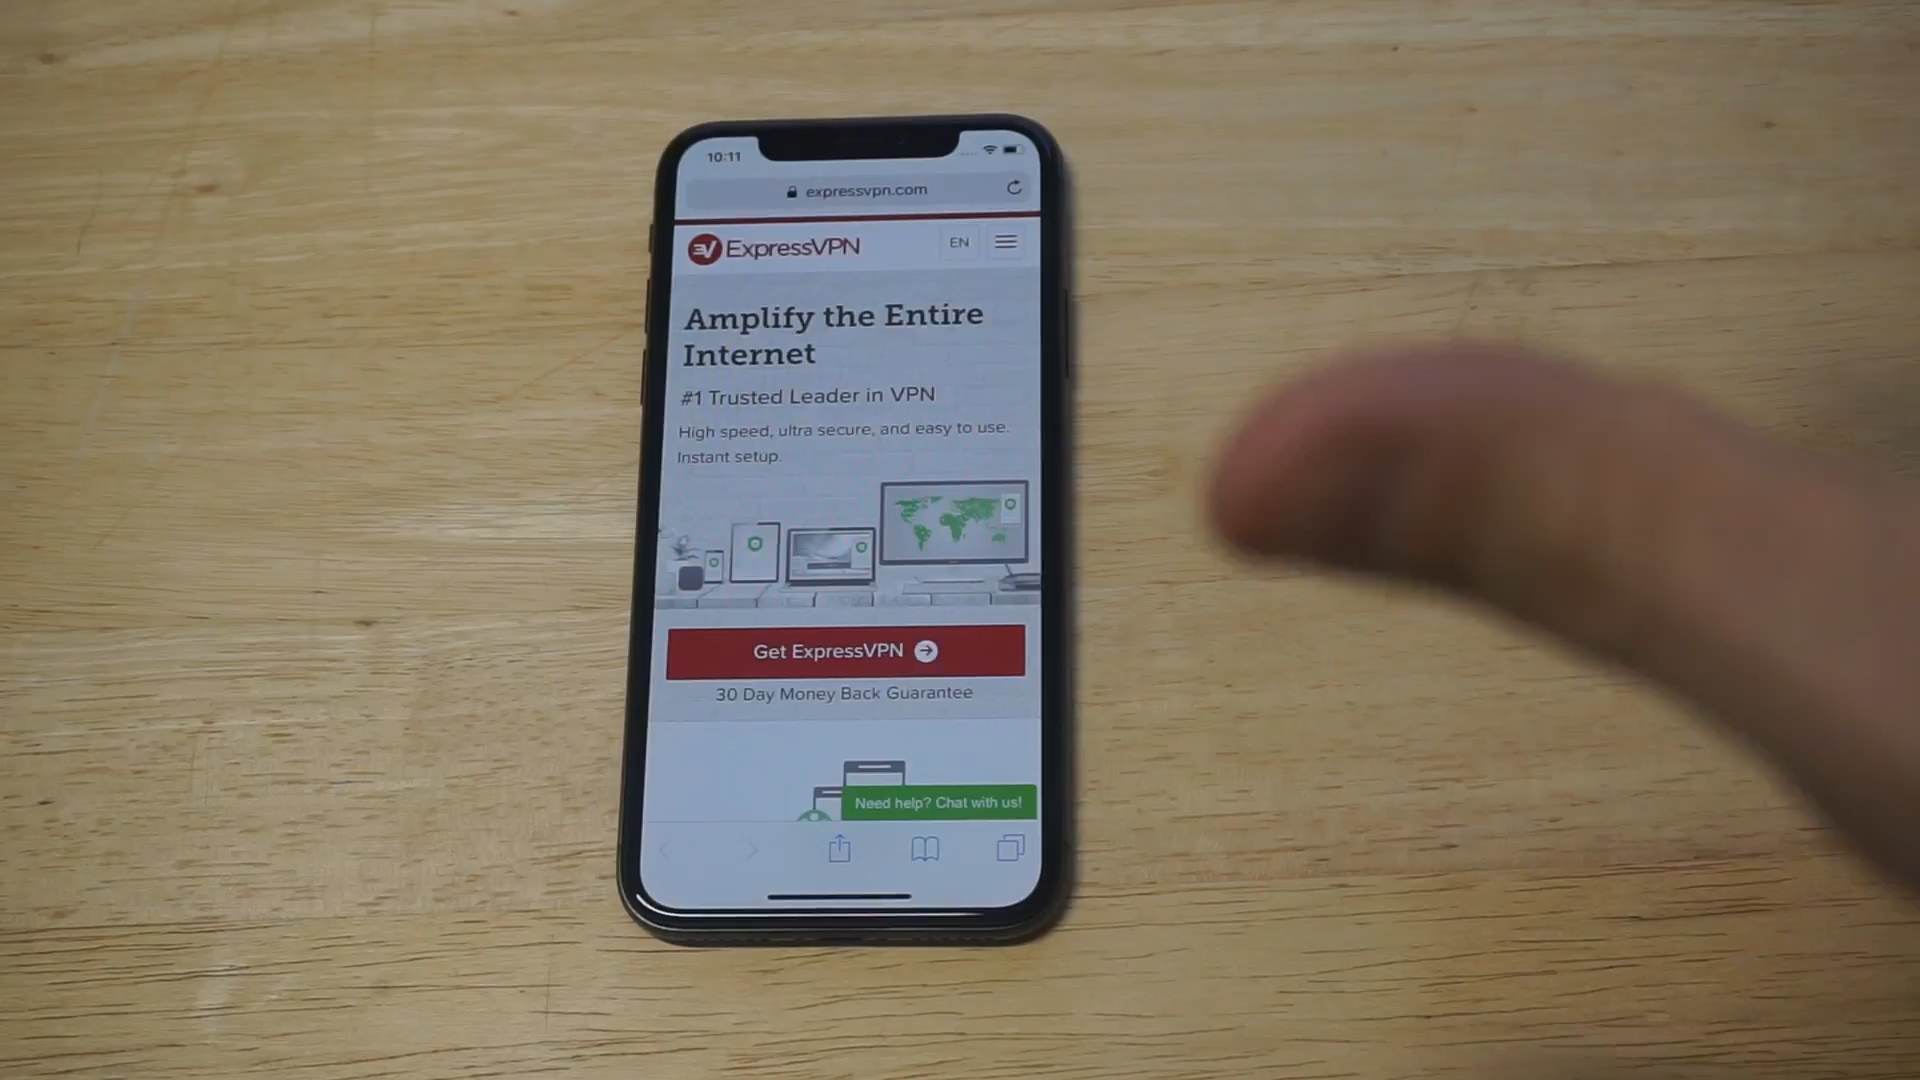 10:11
expressvpn.com
ExpressVPN
EN
Amplify the Entire
Internet
#1 Trusted Leader in VPN
High speed, ultra secure, and easy to use.
Instant setup.
Get ExpressVPN
30 Day Money Back Guarantee
Need help? Chat with us!